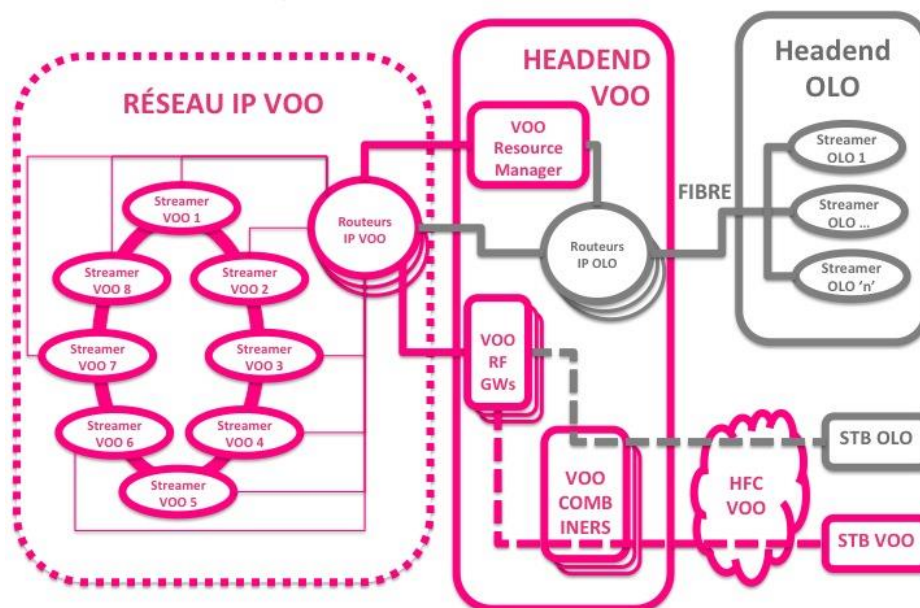 RÉSEAU IP VOO
Streamer
VOO 1
Streamer
VOO 2
Streamer
VOO 3
Streamer
VOO 4
Streamer
VOO 5
Streamer
VOO 6
Streamer
VOO 7
Streamer
VOO 8
Routeurs
IP VOO
HEADEND
VOO
VOO
Resource
Manager
Routeurs
IP OLO
VOO
RF
GWs
VOO
COMB
INERS
FIBRE
Headend
OLO
Streamer
OLO 1
Streamer
OLO ...
Streamer
OLO 'n'
HFC
VOO
STB OLO
STB VOO